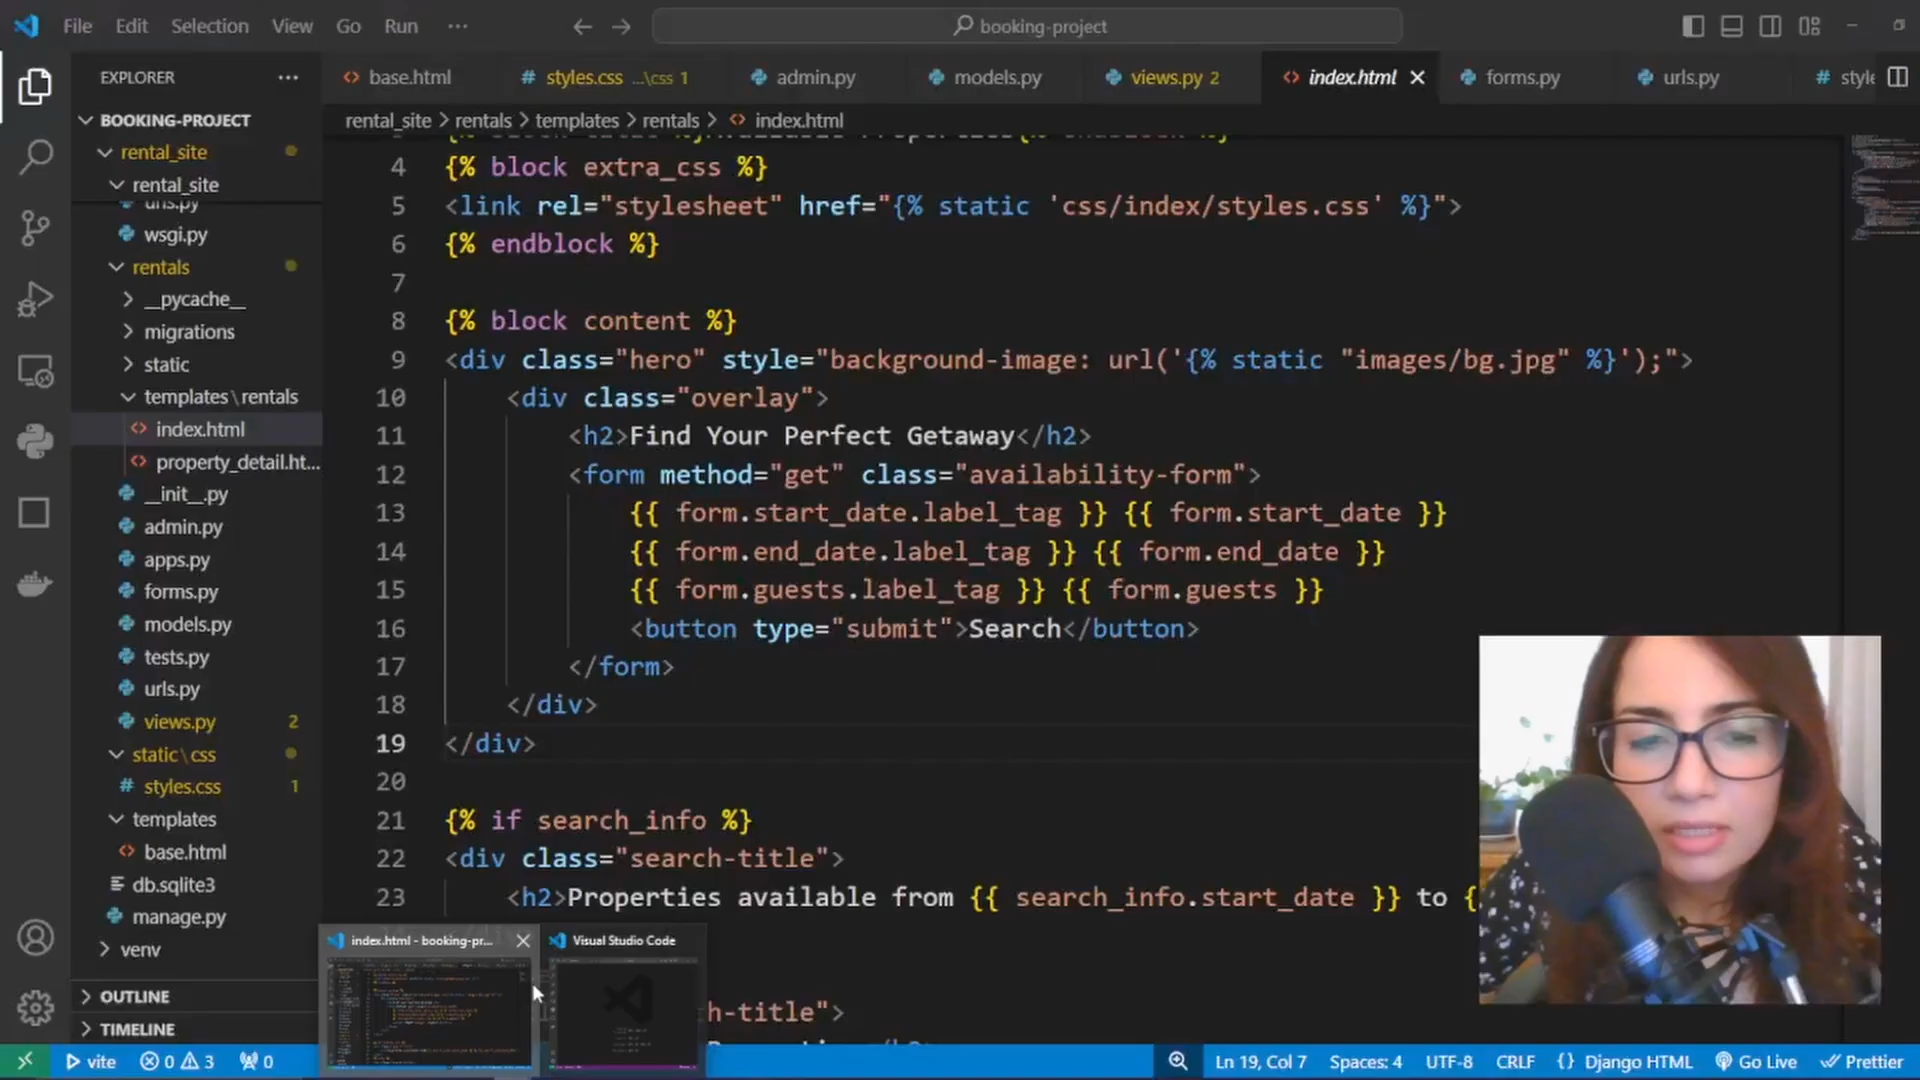 File Edit Selection View Go Run ···
booking-project
EXPLORER
base.html
styles.css ...\css 1
admin.py
models.py
views.py 2
index.html
forms.py
urls.py
BOOKING-PROJECT
rental_site > rentals > templates > rentals > index.html
rental_site
rental_site
urls.py
wsgi.py
rentals
__pycache__
migrations
static
templates\rentals
index.html
property_detail.ht...
__init__.py
admin.py
apps.py
forms.py
models.py
tests.py
urls.py
views.py 2
static\css
styles.css 1
templates
base.html
db.sqlite3
manage.py
venv
OUTLINE
TIMELINE
4 {% block extra_css %}
5 <link rel="stylesheet" href="{% static 'css/index/styles.css' %}">
6 {% endblock %}
7
8 {% block content %}
9 <div class="hero" style="background-image: url('{% static "images/bg.jpg" %}');">
10 <div class="overlay">
11 <h2>Find Your Perfect Getaway</h2>
12 <form method="get" class="availability-form">
13 {{ form.start_date.label_tag }} {{ form.start_date }}
14 {{ form.end_date.label_tag }} {{ form.end_date }}
15 {{ form.guests.label_tag }} {{ form.guests }}
16 <button type="submit">Search</button>
17 </form>
18 </div>
19 </div>
20
21 {% if search_info %}
22 <div class="search-title">
23 <h2>Properties available from {{ search_info.start_date }} to {
index.html - booking-pr...
Visual Studio Code
h-title">
vite 0 3 0
Ln 19, Col 7 Spaces: 4 UTF-8 CRLF {} Django HTML Go Live Prettier